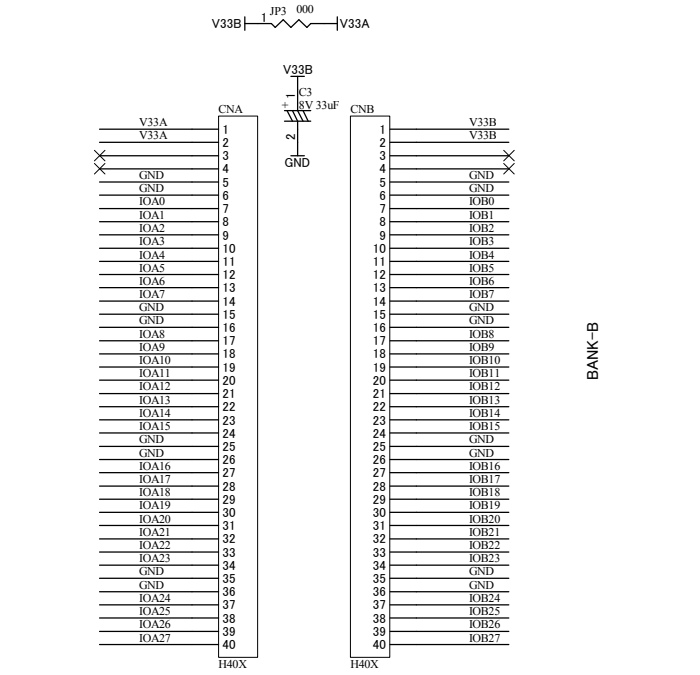 JP3 000
V33B 1 V33A
V33B
1 C3
+ 8V 33uF
2
GND
CNA CNB
V33A 1 1 V33B
V33A 2 2 V33B
3 3
4 4
GND 5 5 GND
GND 6 6 GND
IOA0 7 7 IOB0
IOA1 8 8 IOB1
IOA2 9 9 IOB2
IOA3 10 10 IOB3
IOA4 11 11 IOB4
IOA5 12 12 IOB5
IOA6 13 13 IOB6
IOA7 14 14 IOB7
GND 15 15 GND
GND 16 16 GND
IOA8 17 17 IOB8
IOA9 18 18 IOB9
IOA10 19 19 IOB10
IOA11 20 20 IOB11
IOA12 21 21 IOB12
IOA13 22 22 IOB13
IOA14 23 23 IOB14
IOA15 24 24 IOB15
GND 25 25 GND
GND 26 26 GND
IOA16 27 27 IOB16
IOA17 28 28 IOB17
IOA18 29 29 IOB18
IOA19 30 30 IOB19
IOA20 31 31 IOB20
IOA21 32 32 IOB21
IOA22 33 33 IOB22
IOA23 34 34 IOB23
GND 35 35 GND
GND 36 36 GND
IOA24 37 37 IOB24
IOA25 38 38 IOB25
IOA26 39 39 IOB26
IOA27 40 40 IOB27
H40X H40X
BANK-B